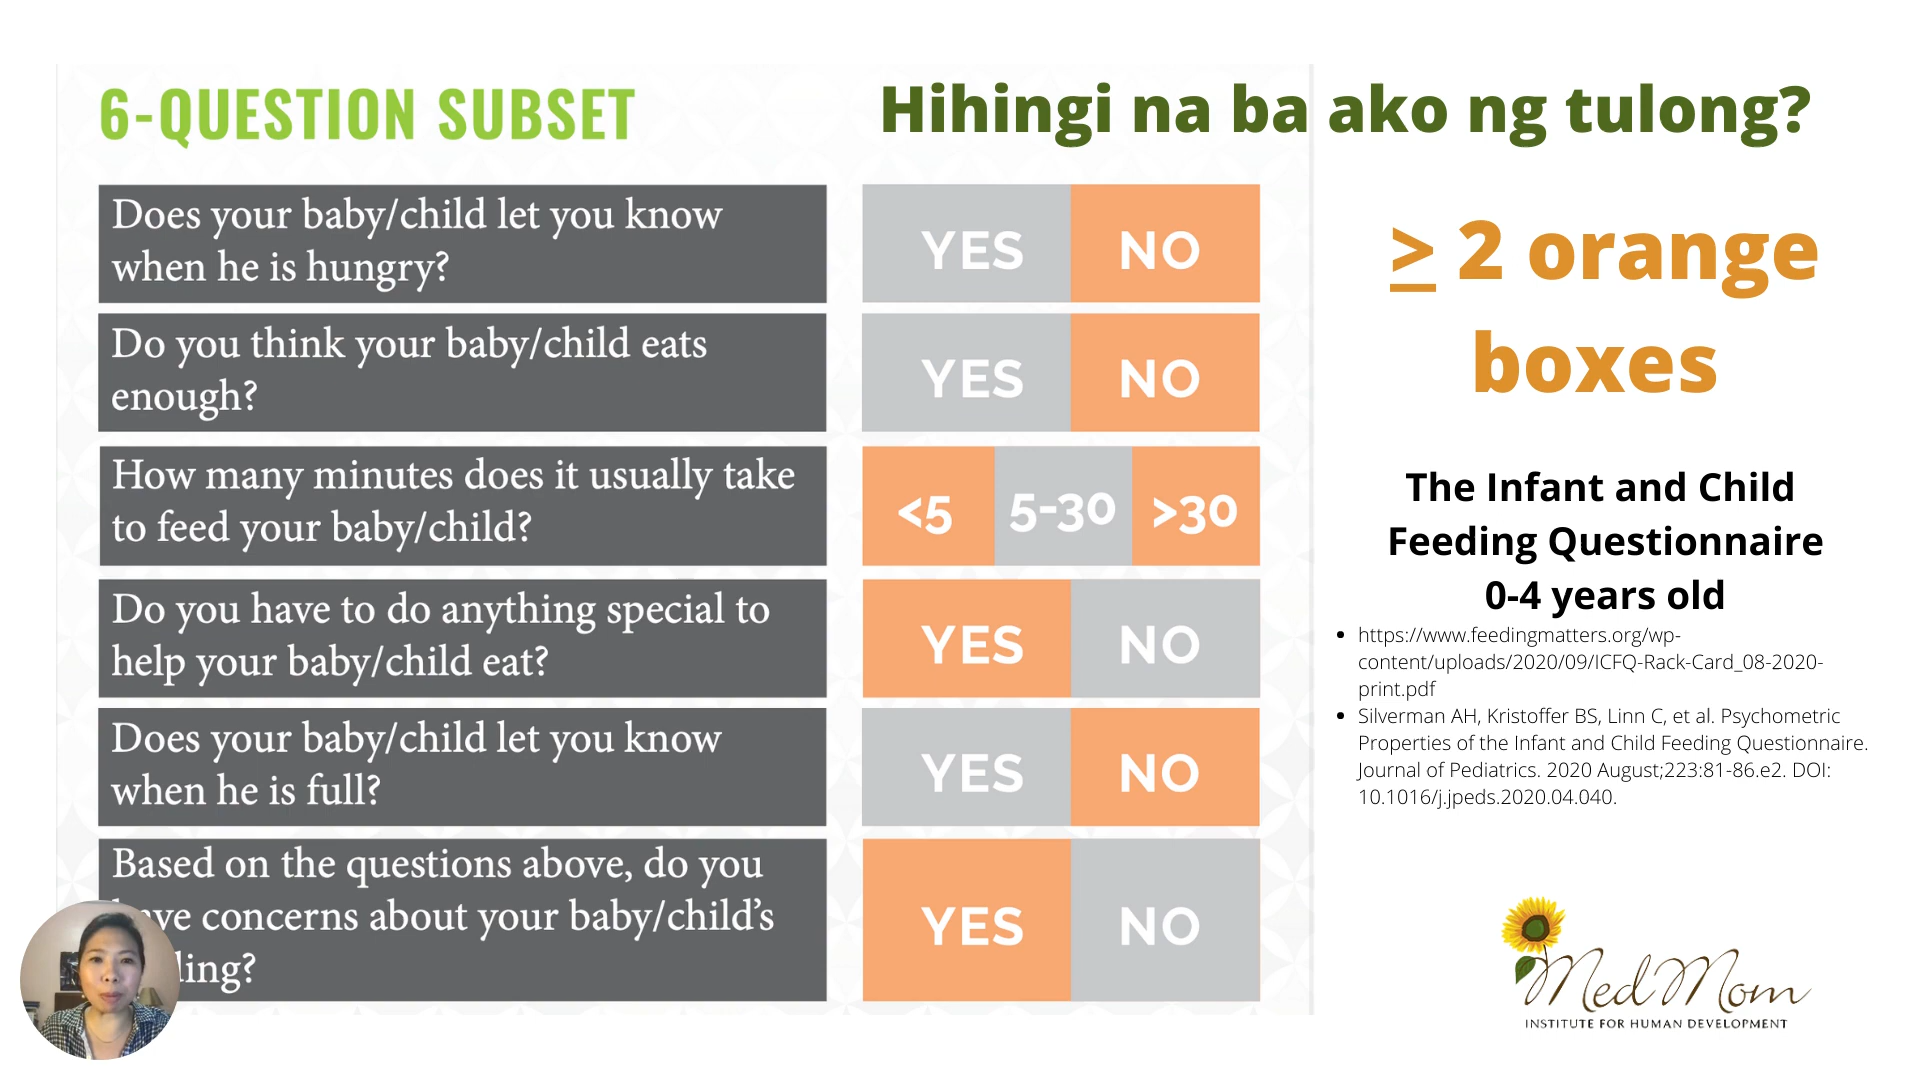 6-QUESTION SUBSET
Hihingi na ba ako ng tulong?
Does your baby/child let you know
when he is hungry?
YES NO
Do you think your baby/child eats
enough?
YES NO
How many minutes does it usually take
to feed your baby/child?
<5 5-30 >30
Do you have to do anything special to
help your baby/child eat?
YES NO
Does your baby/child let you know
when he is full?
YES NO
Based on the questions above, do you
concerns about your baby/child's
YES NO
≥ 2 orange
boxes
The Infant and Child
Feeding Questionnaire
0-4 years old
• https://www.feedingmatters.org/wp-
content/uploads/2020/09/ICFQ-Rack-Card_08-2020-
print.pdf
• Silverman AH, Kristoffer BS, Linn C, et al. Psychometric
Properties of the Infant and Child Feeding Questionnaire.
Journal of Pediatrics. 2020 August;223:81-86.e2. DOI:
10.1016/j.jpeds.2020.04.040.
MedMom
INSTITUTE FOR HUMAN DEVELOPMENT